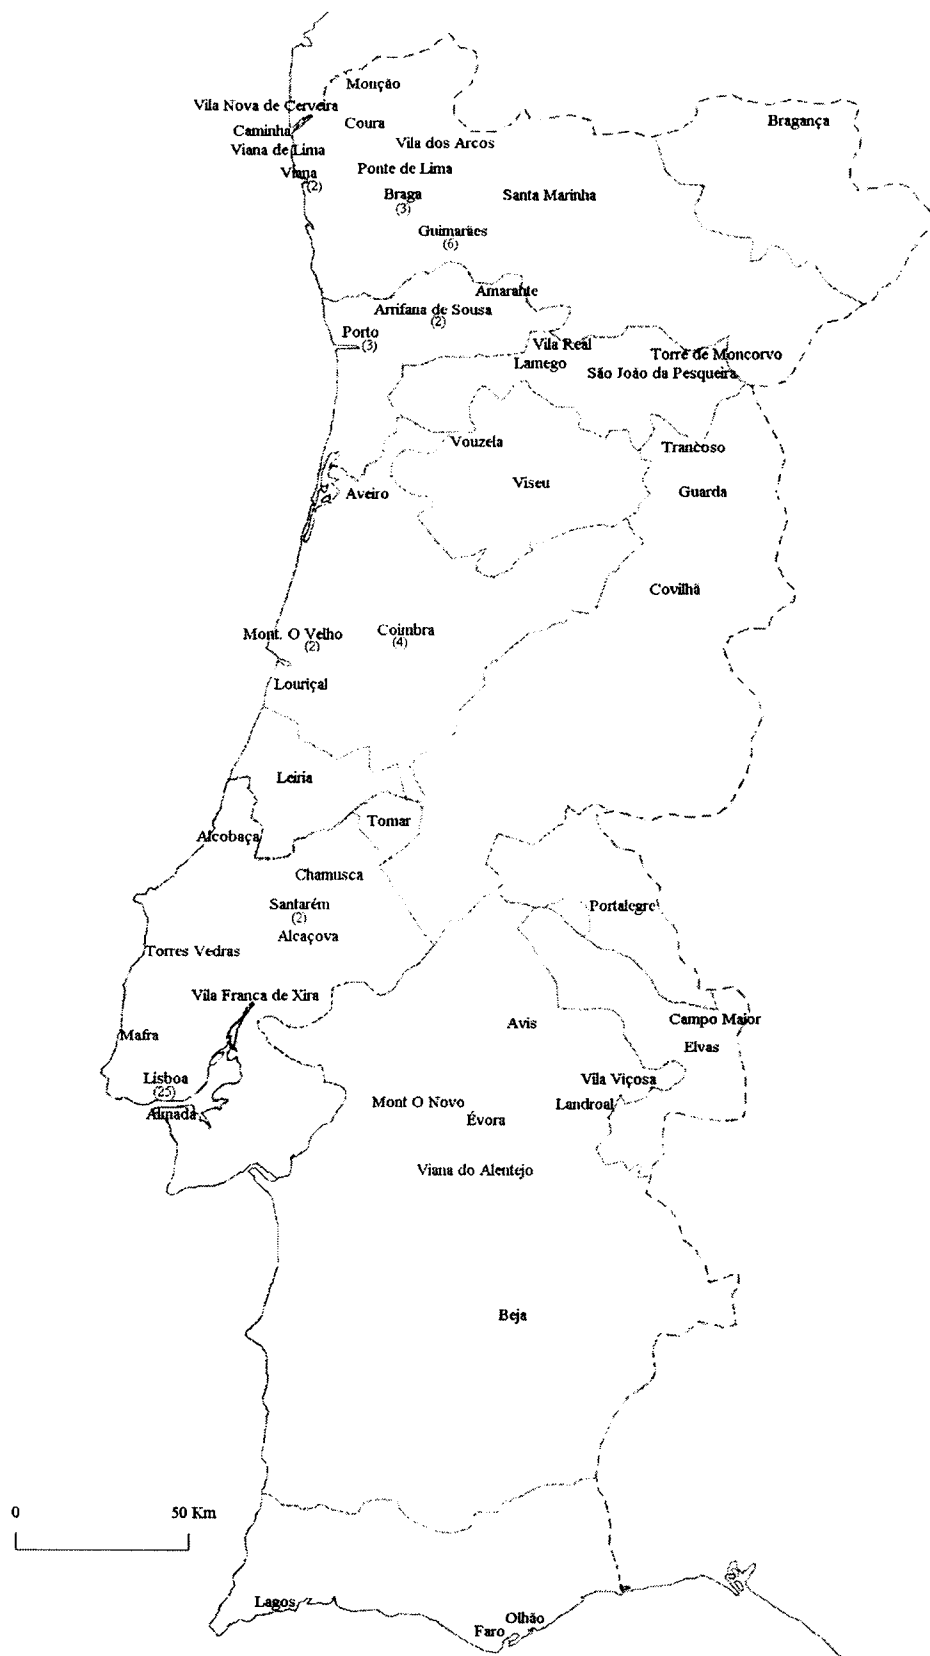 Monção
Vila Nova de Cerveira
Bragança
Coura
Caminha
Vila dos Arcos
Viana de Lima
Ponte de Lima
Viana
(2)
Braga
(3)
Santa Marinha
Guimarães
(6)
Amarante
Arrifana de Sousa
(2)
Porto
(3)
Vila Real
Torre de Moncorvo
Lamego
São João da Pesqueira
Vouzela
Trancoso
Viseu
Guarda
Aveiro
Covilhã
Mont. O Velho
(2)
Coimbra
(4)
Louriçal
Leiria
Tomar
Alcobaça
Chamusca
Santarém
(2)
Portalegre
Alcaçova
Torres Vedras
Vila Franca de Xira
Avis
Campo Maior
Mafra
Elvas
Lisboa
(25)
Vila Viçosa
Mont O Novo
Landroal
Almada
Évora
Viana do Alentejo
Beja
0 50 Km
Lagos
Olhão
Faro